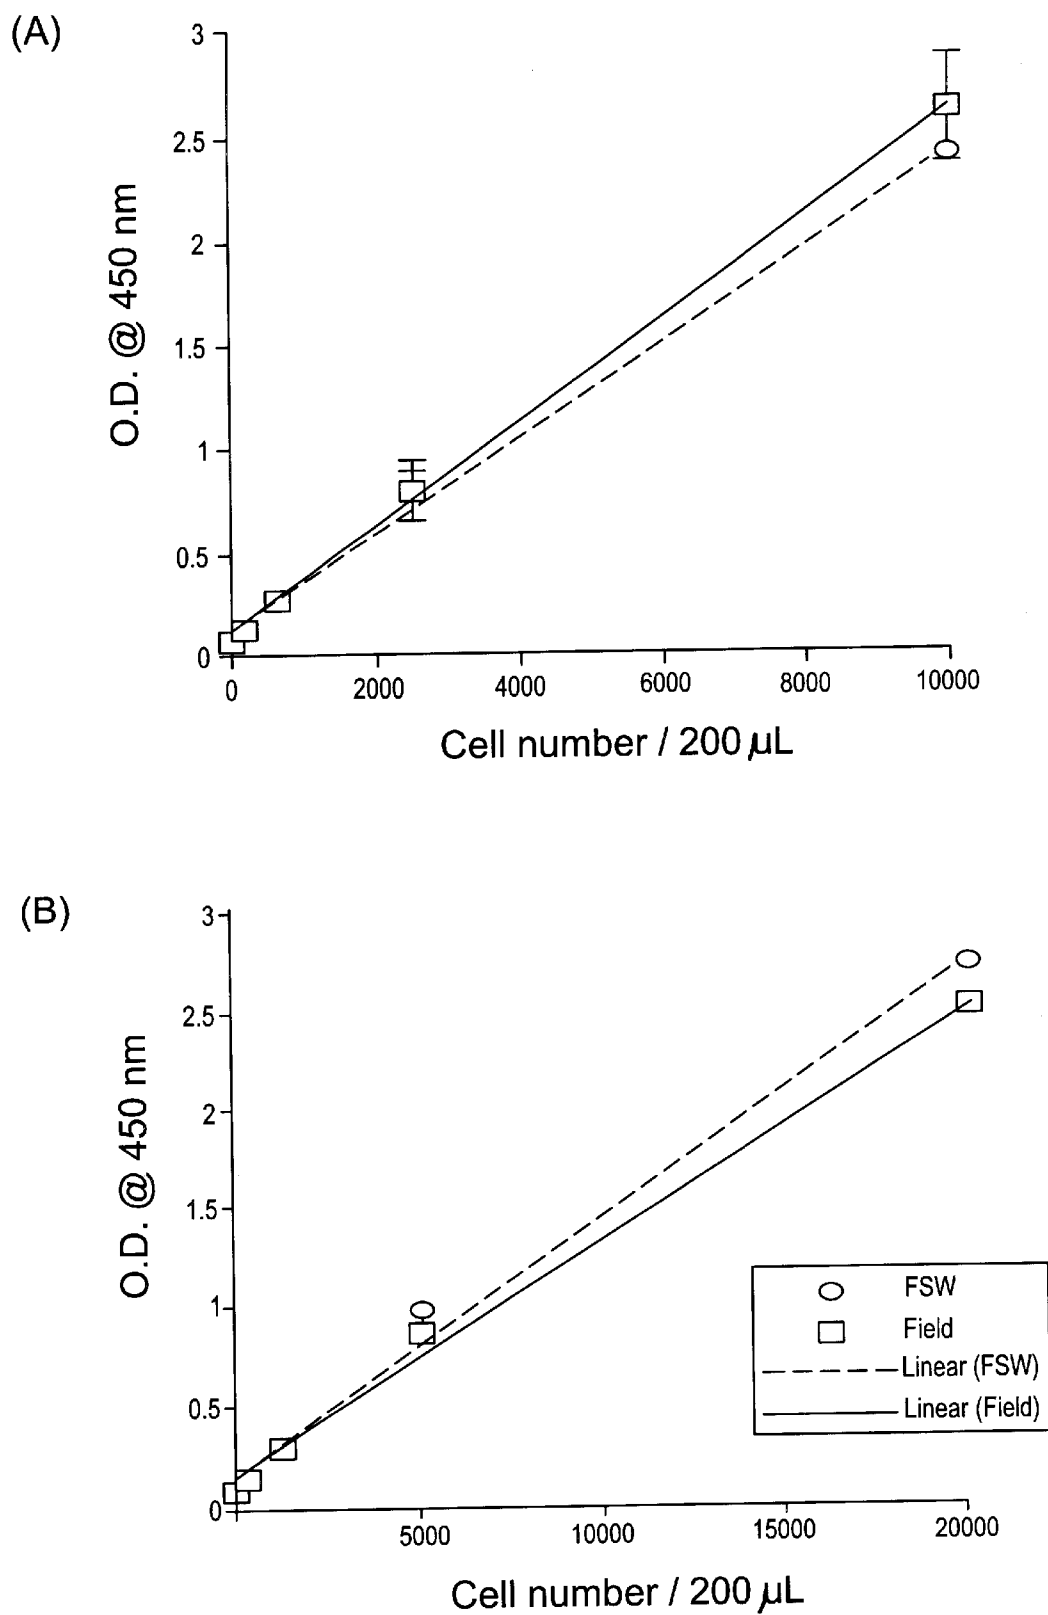 (A)
3
2.5
2
1.5
1
0.5
0
O.D. @ 450 nm
0 2000 4000 6000 8000 10000
Cell number / 200 µL
(B)
3
2.5
2
1.5
1
0.5
0
O.D. @ 450 nm
FSW
Field
Linear (FSW)
Linear (Field)
5000 10000 15000 20000
Cell number / 200 µL